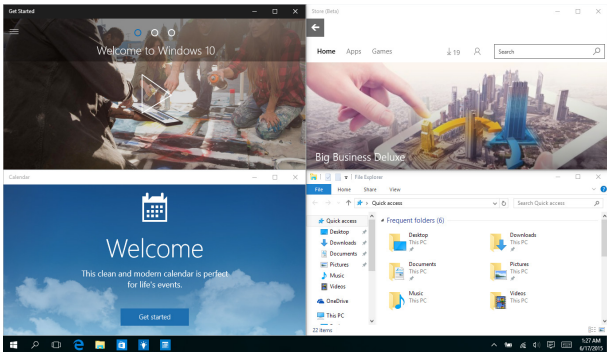 Get Started
Welcome to Windows 10
Store (Beta)
Home Apps Games 19 Search
Big Business Deluxe
Calendar
Welcome
This clean and modern calendar is perfect
for life's events.
Get started
File Explorer
File Home Share View
Quick access Search Quick access
Quick access
Desktop
Downloads
Documents
Pictures
Music
Videos
OneDrive
This PC
22 items
Frequent folders (6)
Desktop
This PC
Downloads
This PC
Documents
This PC
Pictures
This PC
Music
This PC
Videos
This PC
1:27 AM
6/17/2015